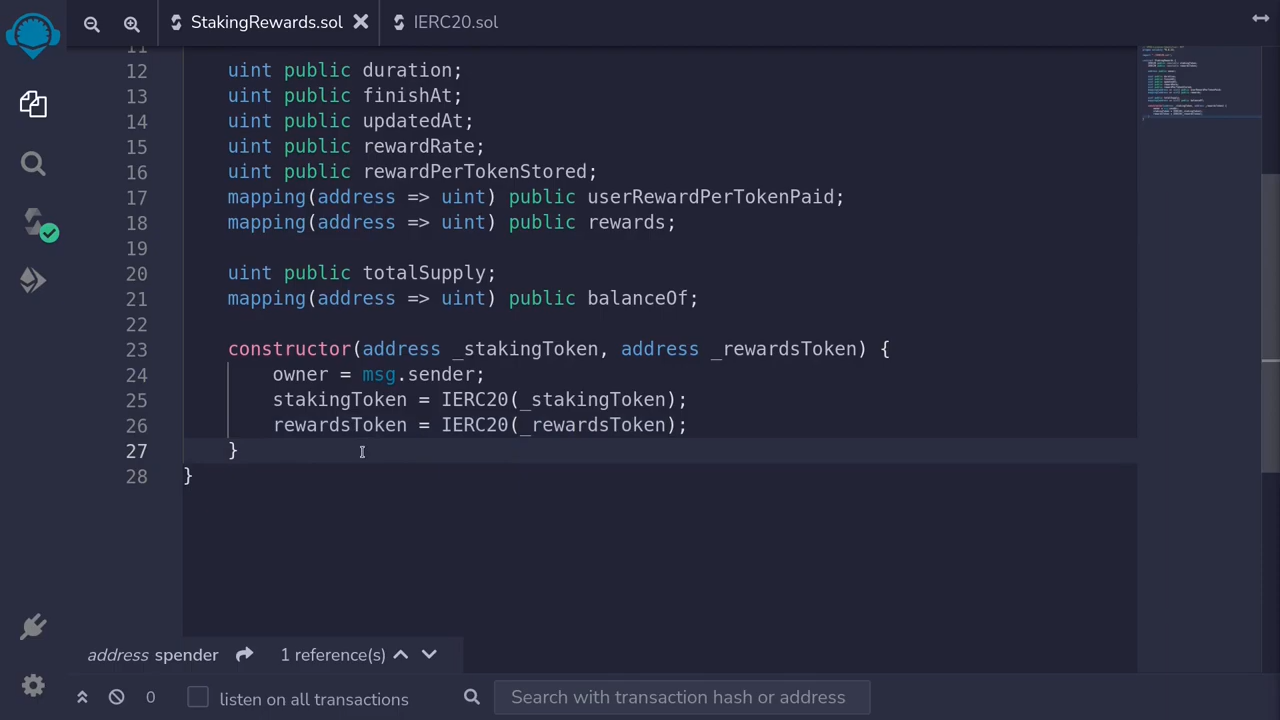 StakingRewards.sol
IERC20.sol
11
12 uint public duration;
13 uint public finishAt;
14 uint public updatedAt;
15 uint public rewardRate;
16 uint public rewardPerTokenStored;
17 mapping(address => uint) public userRewardPerTokenPaid;
18 mapping(address => uint) public rewards;
19
20 uint public totalSupply;
21 mapping(address => uint) public balanceOf;
22
23 constructor(address _stakingToken, address _rewardsToken) {
24 owner = msg.sender;
25 stakingToken = IERC20(_stakingToken);
26 rewardsToken = IERC20(_rewardsToken);
27 }
28 }
address spender 1 reference(s)
0 listen on all transactions Search with transaction hash or address